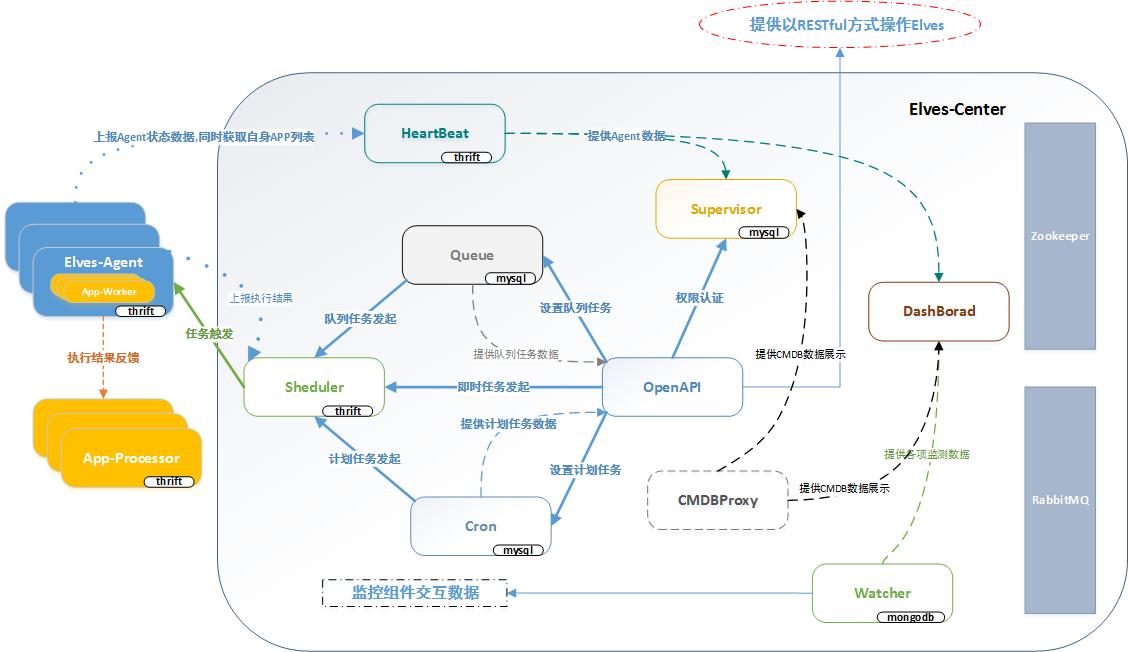 提供以RESTful方式操作Elves
Elves-Center
上报Agent状态数据,同时获取自身APP列表
HeartBeat
thrift
提供Agent数据
Supervisor
mysql
Zookeeper
Queue
mysql
Elves-Agent
App-Worker
thrift
上报执行结果
设置队列任务
权限认证
DashBorad
队列任务发起
任务触发
提供队列任务数据
提供CMDB数据展示
执行结果反馈
Sheduler
thrift
即时任务发起
OpenAPI
提供计划任务数据
计划任务发起
设置计划任务
提供各项监测数据
App-Processor
thrift
提供CMDB数据展示
CMDBProxy
RabbitMQ
Cron
mysql
监控组件交互数据
Watcher
mongodb